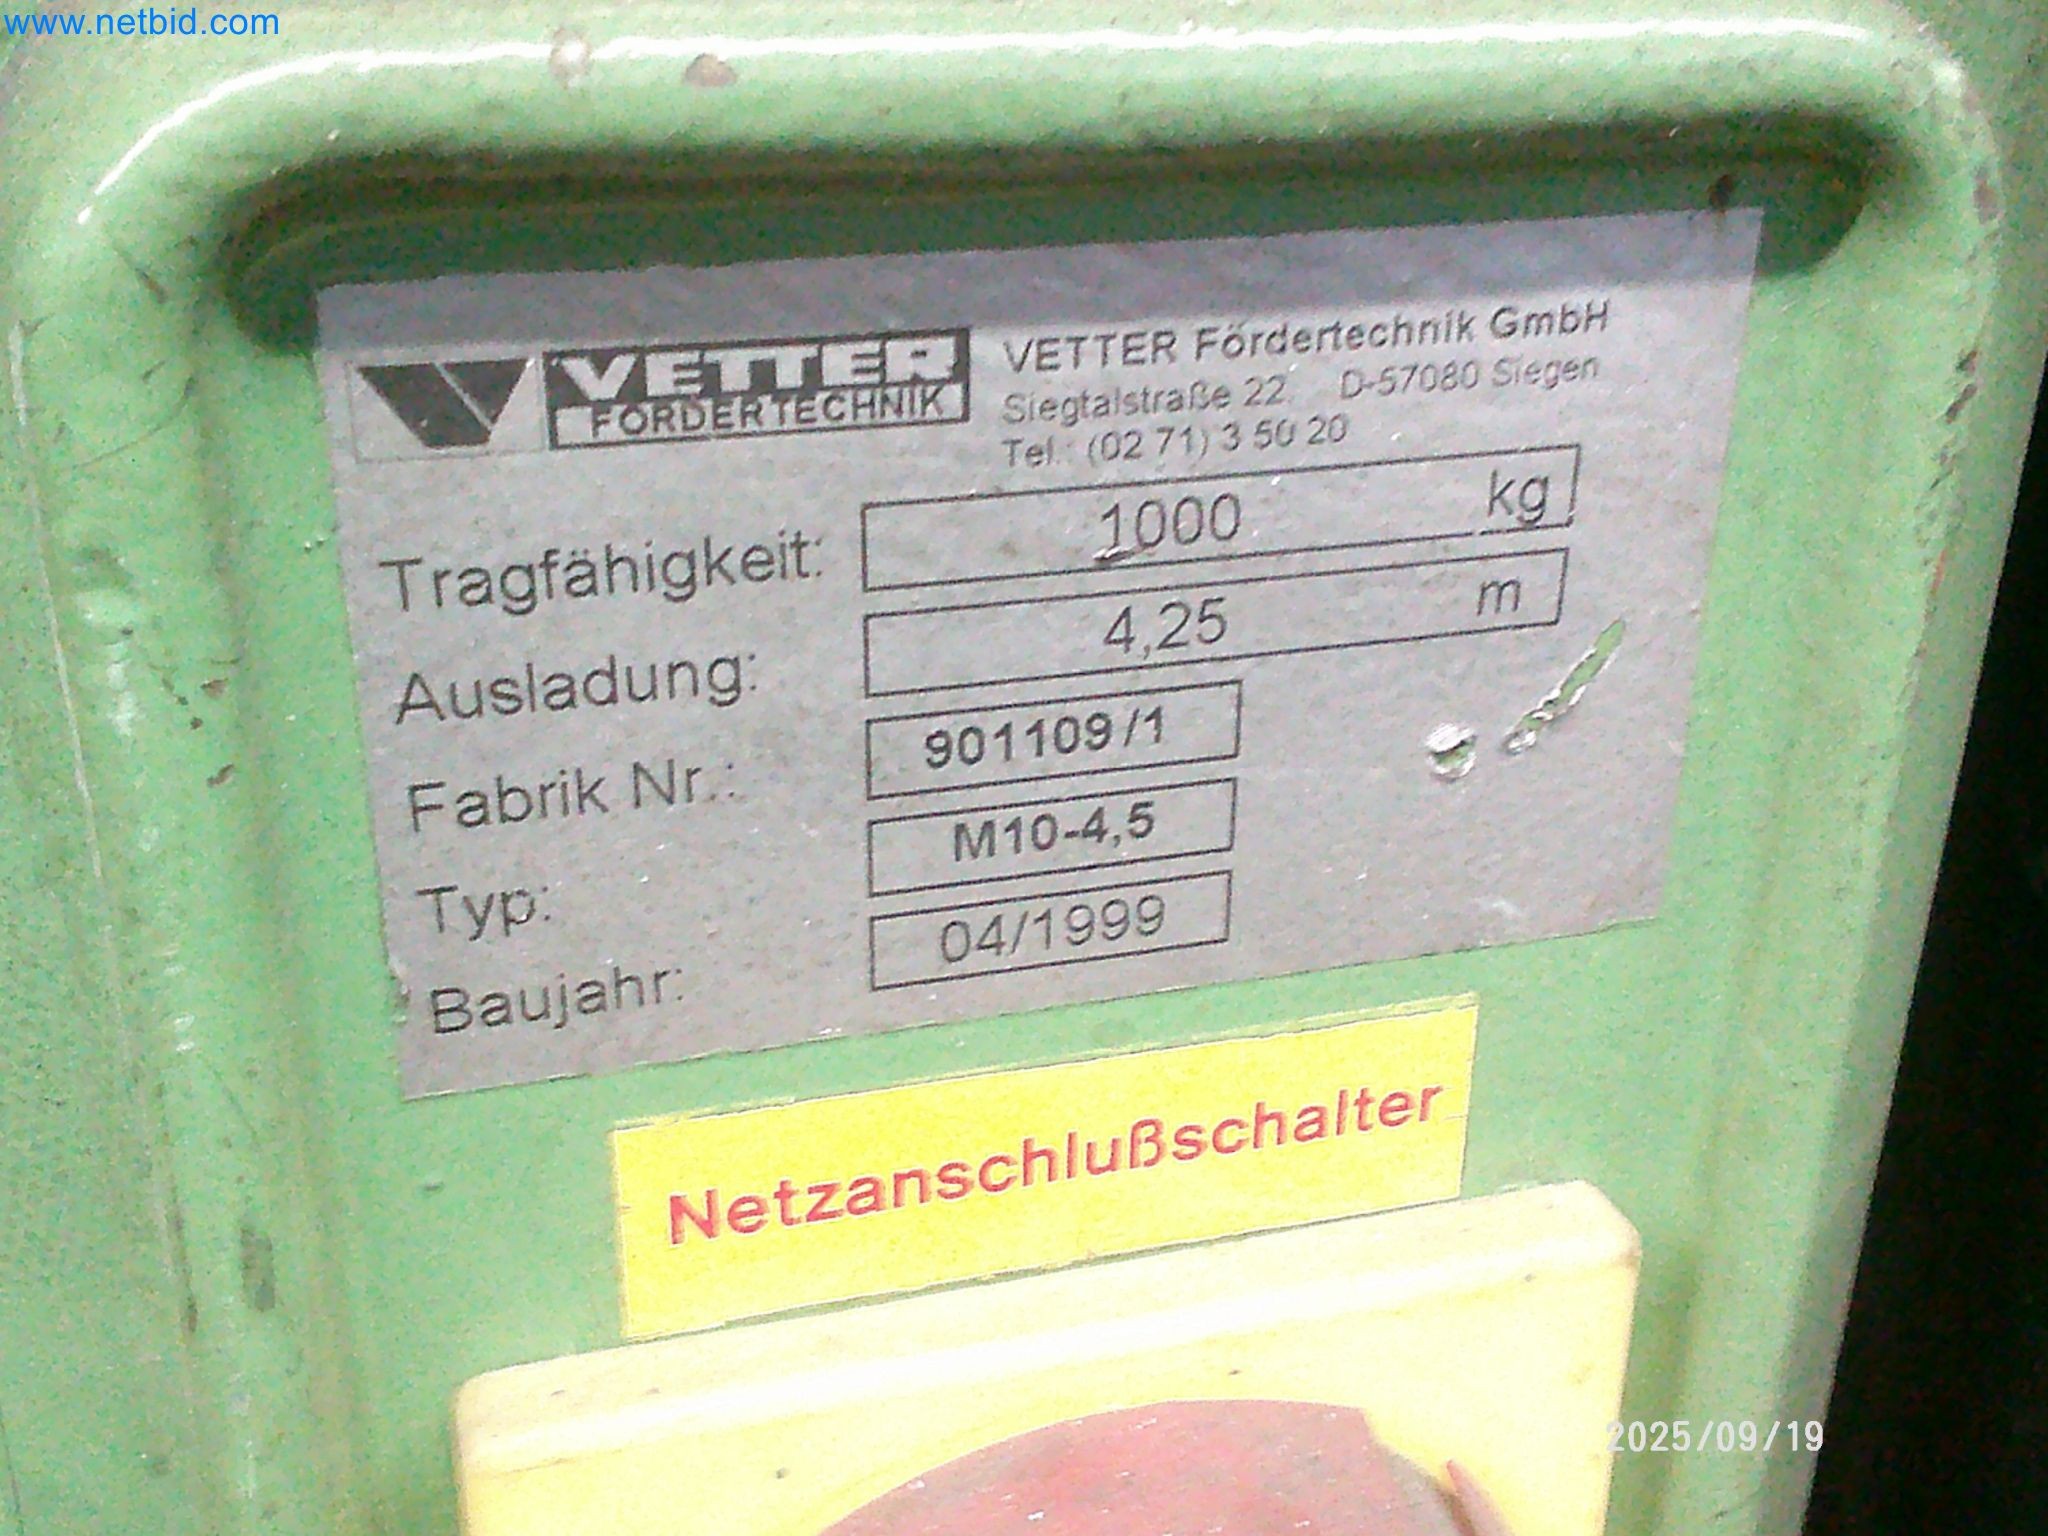 www.netbid.com
VETTER
FÖRDERTECHNIK
VETTER Fördertechnik GmbH
Siegtalstraße 22. D-57080 Siegen
Tel.: (02 71) 3 50 20
Tragfähigkeit: 1000 kg
Ausladung: 4,25 m
Fabrik Nr.: 901109/1
Typ: M10-4,5
Baujahr: 04/1999
Netzanschlußschalter
2025/09/19